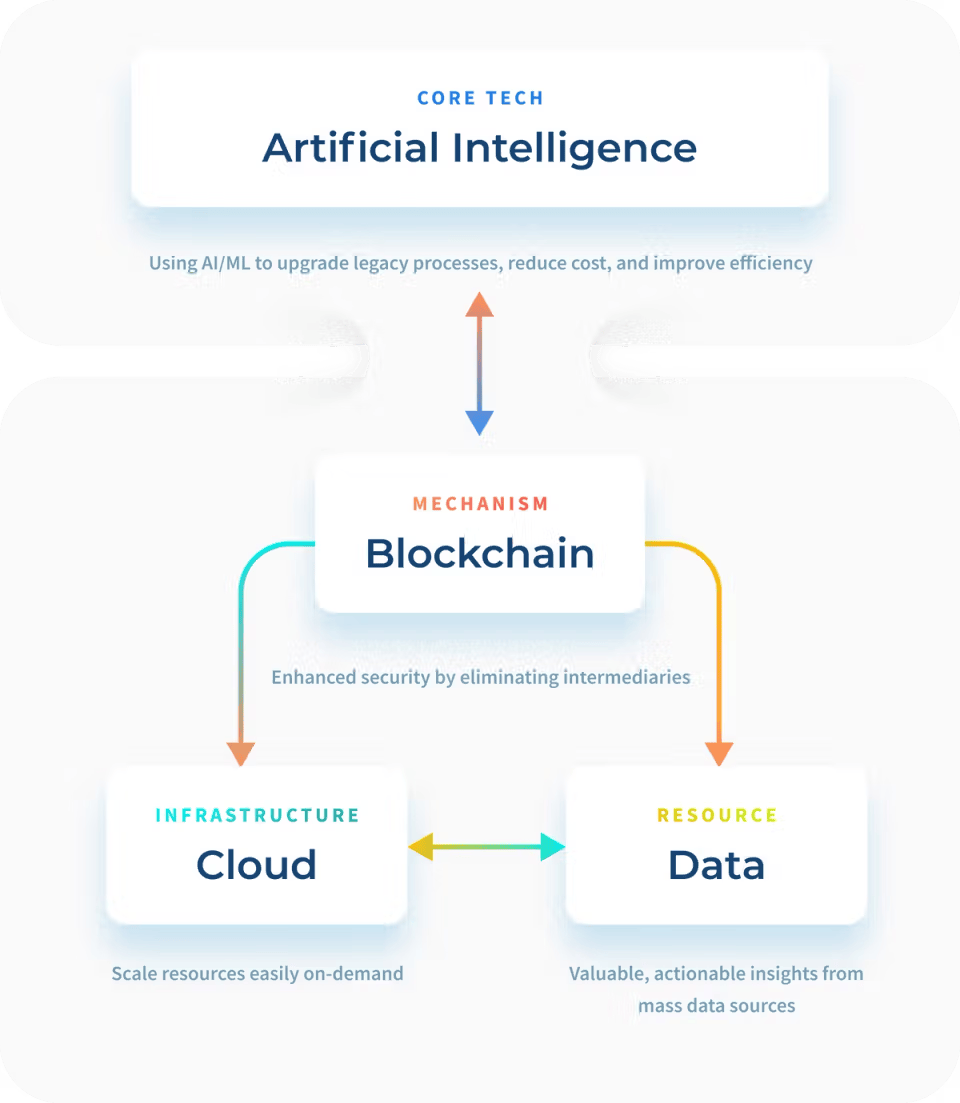 CORE TECH
Artificial Intelligence
Using AI/ML to upgrade legacy processes, reduce cost, and improve efficiency
MECHANISM
Blockchain
Enhanced security by eliminating intermediaries
INFRASTRUCTURE
Cloud
Scale resources easily on-demand
RESOURCE
Data
Valuable, actionable insights from
mass data sources